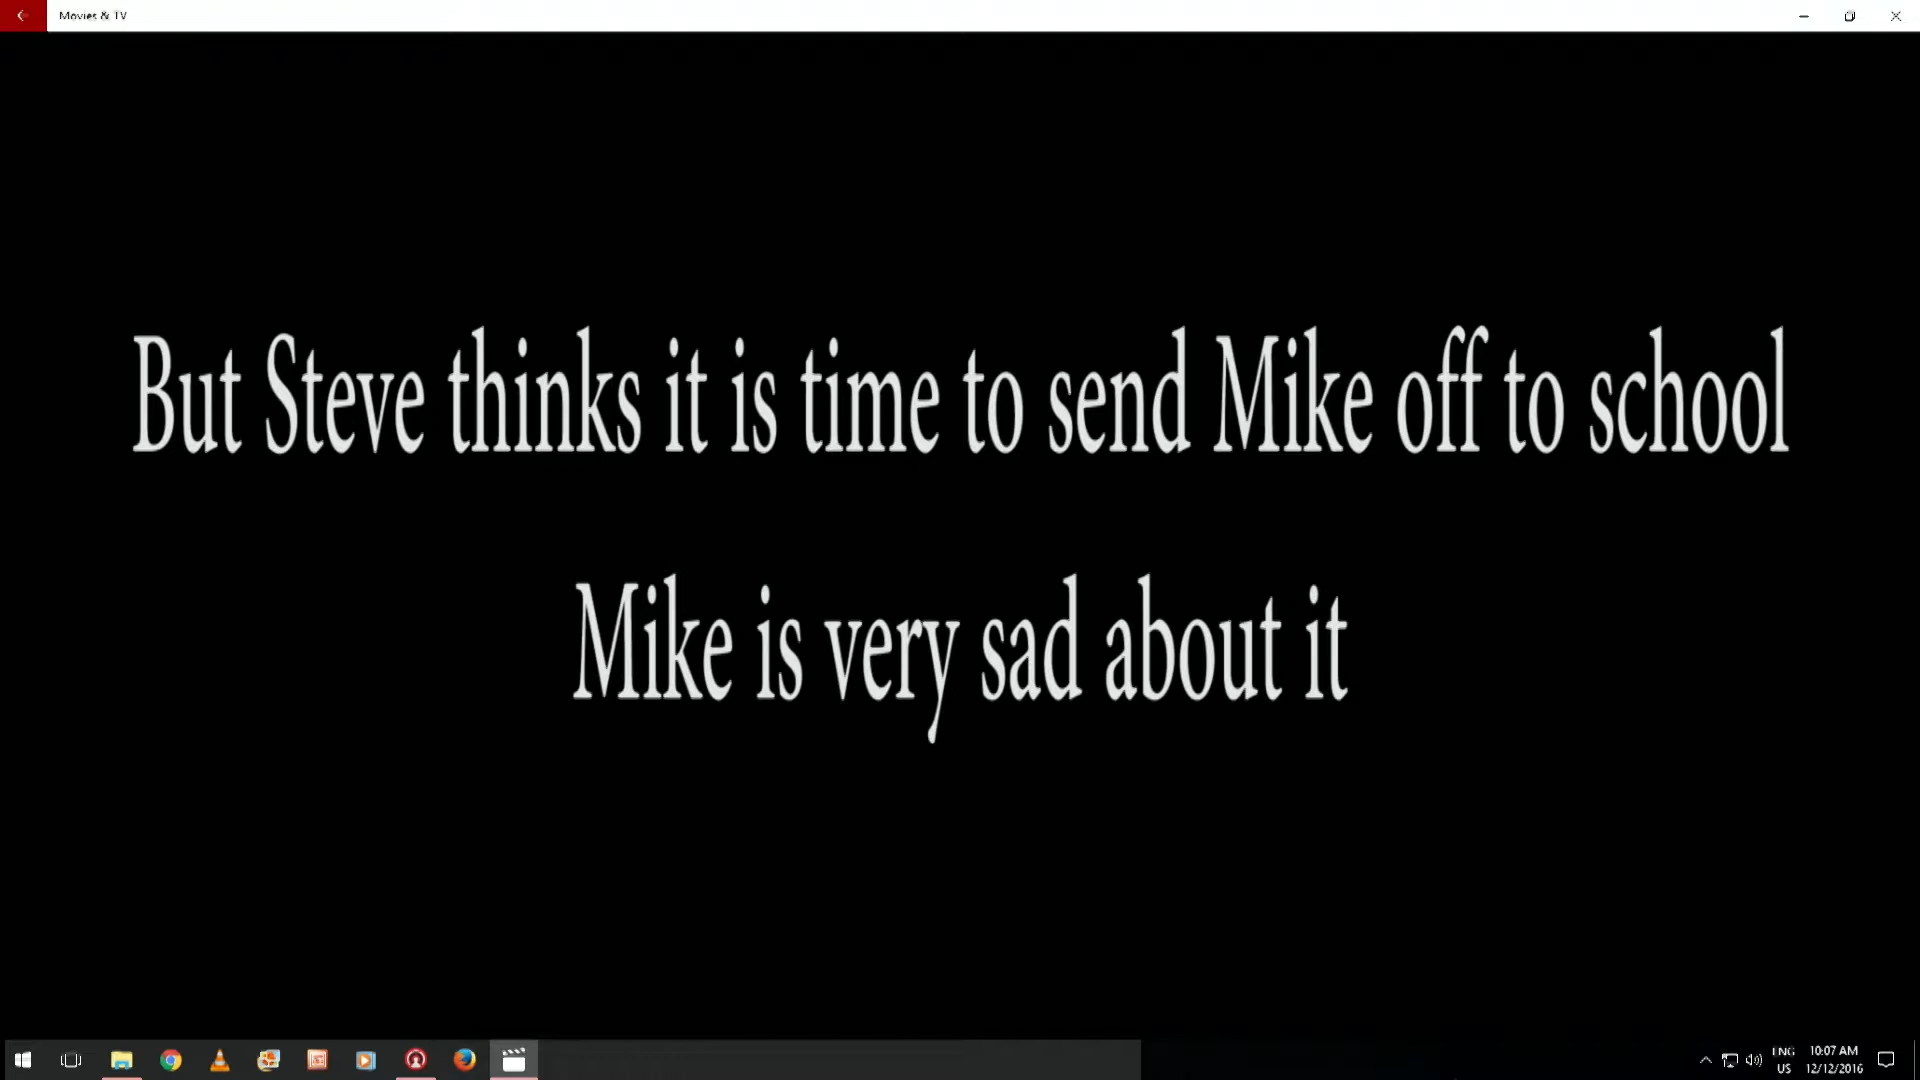 Movies & TV
But Steve thinks it is time to send Mike off to school
Mike is very sad about it
ENG
US
10:07 AM
12/12/2016